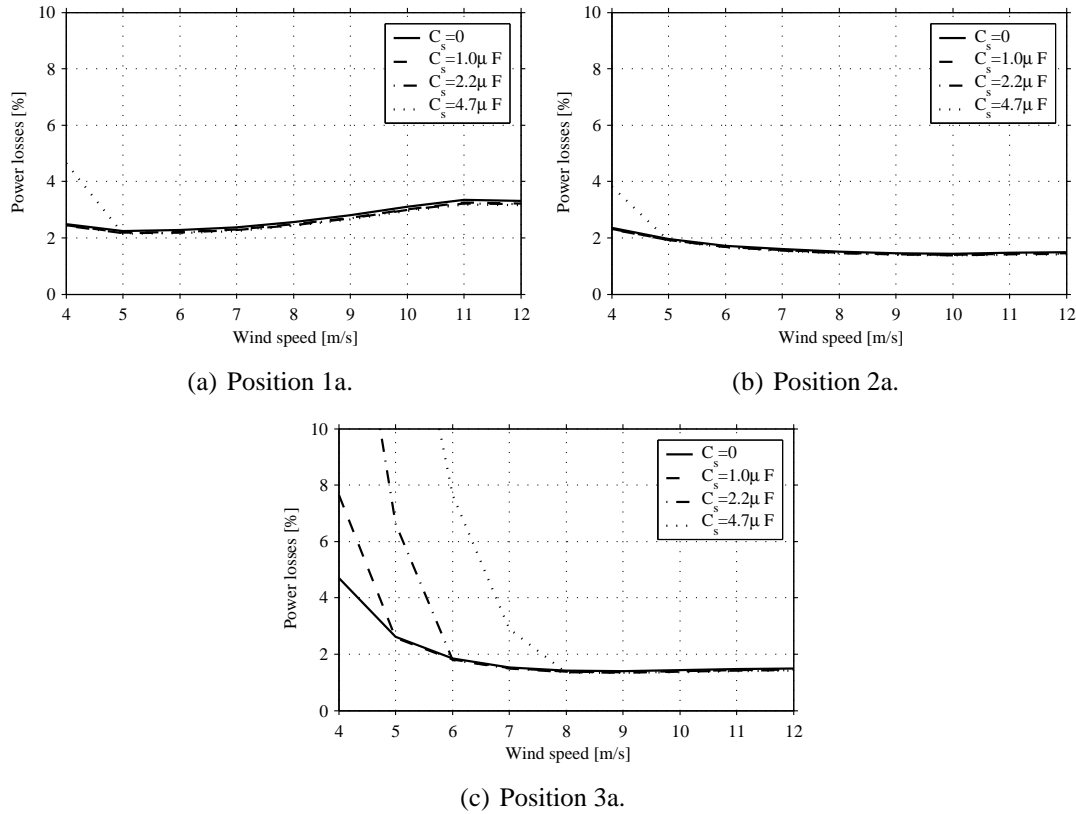 10
8
6
4
2
0
Power losses [%]
4 5 6 7 8 9 10 11 12
Wind speed [m/s]
C_s=0
C_s=1.0μ F
C_s=2.2μ F
C_s=4.7μ F
(a) Position 1a.
10
8
6
4
2
0
Power losses [%]
4 5 6 7 8 9 10 11 12
Wind speed [m/s]
C_s=0
C_s=1.0μ F
C_s=2.2μ F
C_s=4.7μ F
(b) Position 2a.
10
8
6
4
2
0
Power losses [%]
4 5 6 7 8 9 10 11 12
Wind speed [m/s]
C_s=0
C_s=1.0μ F
C_s=2.2μ F
C_s=4.7μ F
(c) Position 3a.